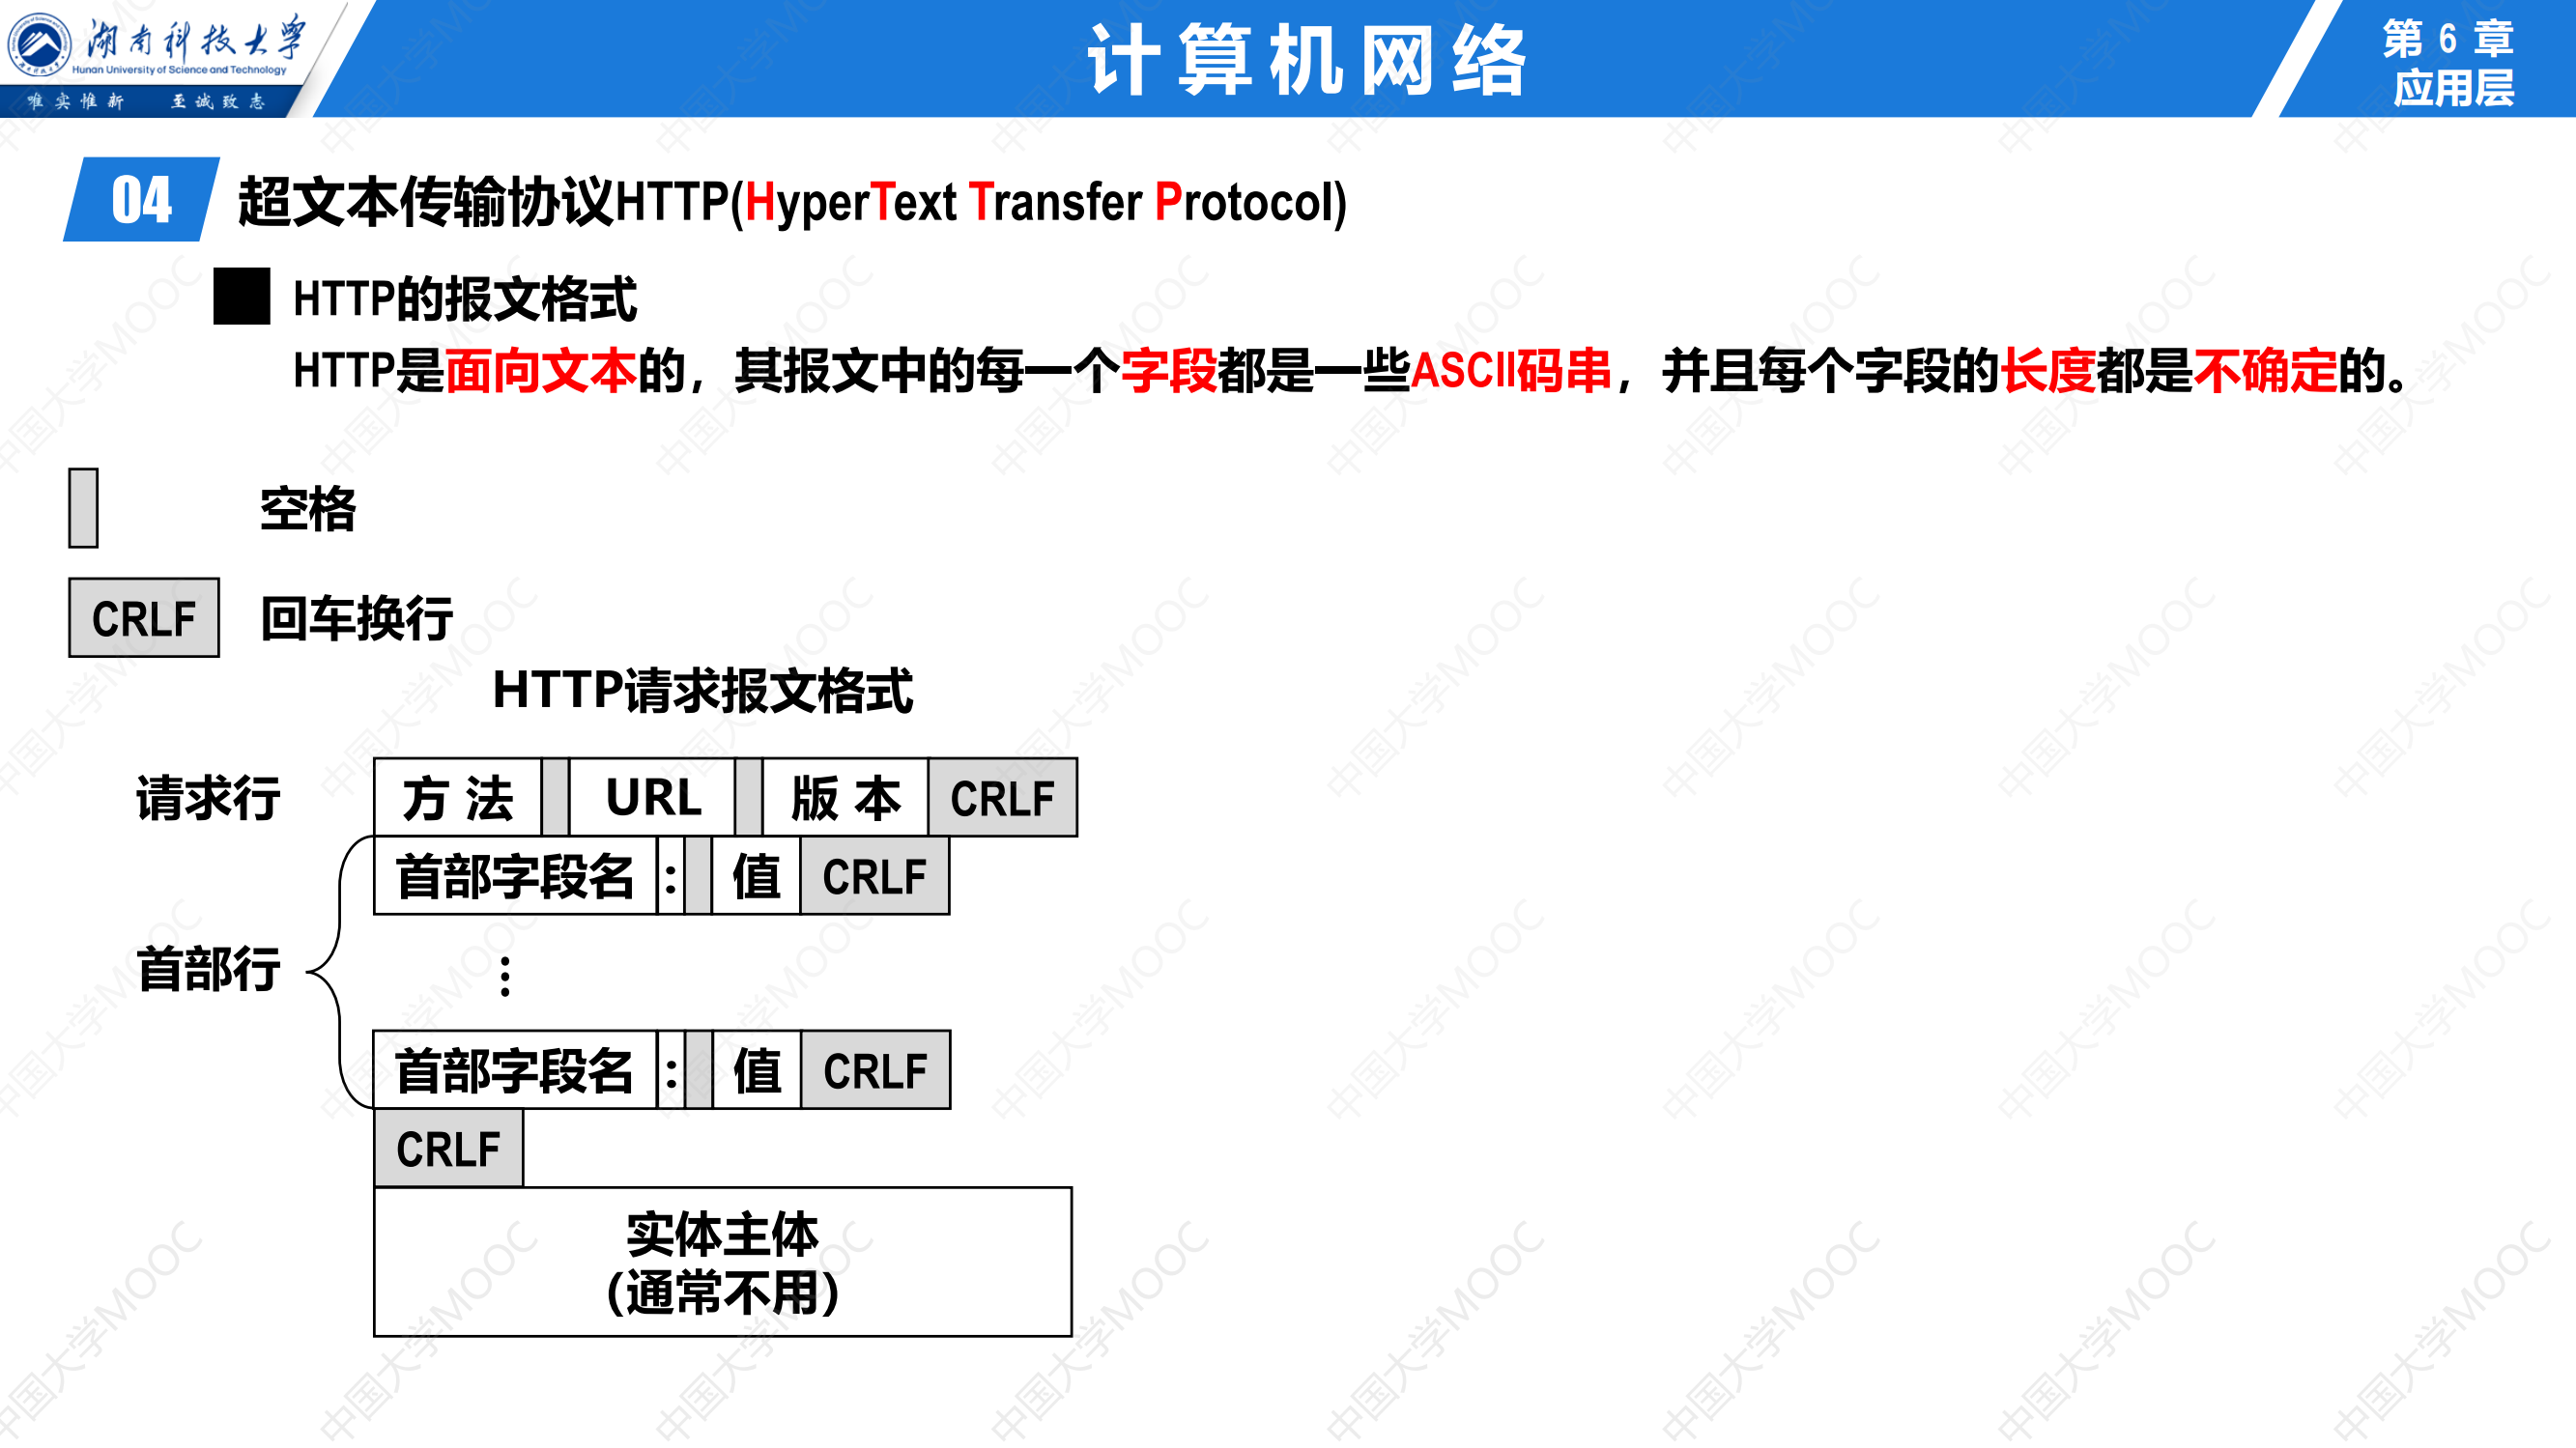 湖南科技大学
Hunan University of Science and Technology
唯实惟新 至诚致志
计算机网络
第 6 章
应用层
04 超文本传输协议HTTP(HyperText Transfer Protocol)
HTTP的报文格式
HTTP是面向文本的，其报文中的每一个字段都是一些ASCII码串，并且每个字段的长度都是不确定的。
空格
CRLF 回车换行
HTTP请求报文格式
请求行 方 法 URL 版 本 CRLF
首部字段名 : 值 CRLF
首部行 ⋮
首部字段名 : 值 CRLF
CRLF
实体主体
(通常不用)
中国大学MOOC